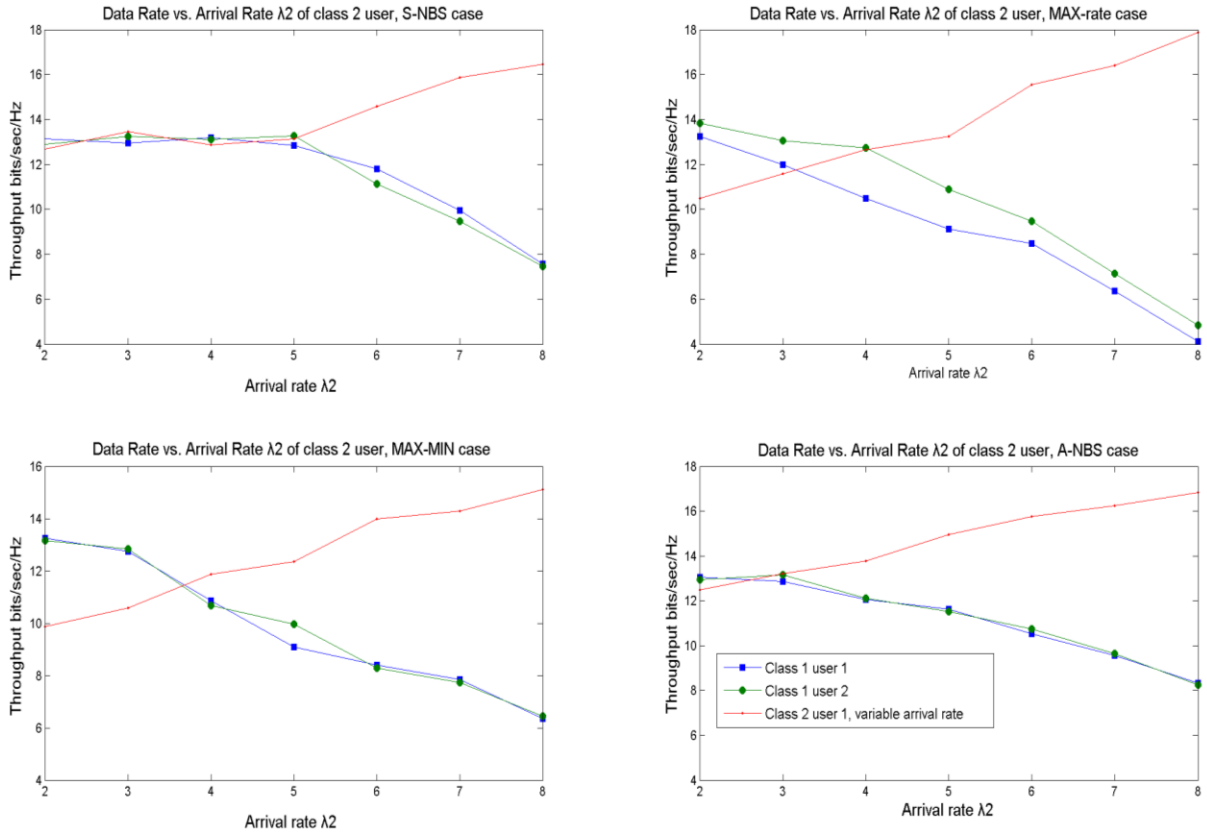 Data Rate vs. Arrival Rate λ2 of class 2 user, S-NBS case
Throughput bits/sec/Hz
18
16
14
12
10
8
6
4
2 3 4 5 6 7 8
Arrival rate λ2
Data Rate vs. Arrival Rate λ2 of class 2 user, MAX-rate case
Throughput bits/sec/Hz
18
16
14
12
10
8
6
4
2 3 4 5 6 7 8
Arrival rate λ2
Data Rate vs. Arrival Rate λ2 of class 2 user, MAX-MIN case
Throughput bits/sec/Hz
16
14
12
10
8
6
4
2 3 4 5 6 7 8
Arrival rate λ2
Data Rate vs. Arrival Rate λ2 of class 2 user, A-NBS case
Throughput bits/sec/Hz
18
16
14
12
10
8
6
4
Class 1 user 1
Class 1 user 2
Class 2 user 1, variable arrival rate
2 3 4 5 6 7 8
Arrival rate λ2